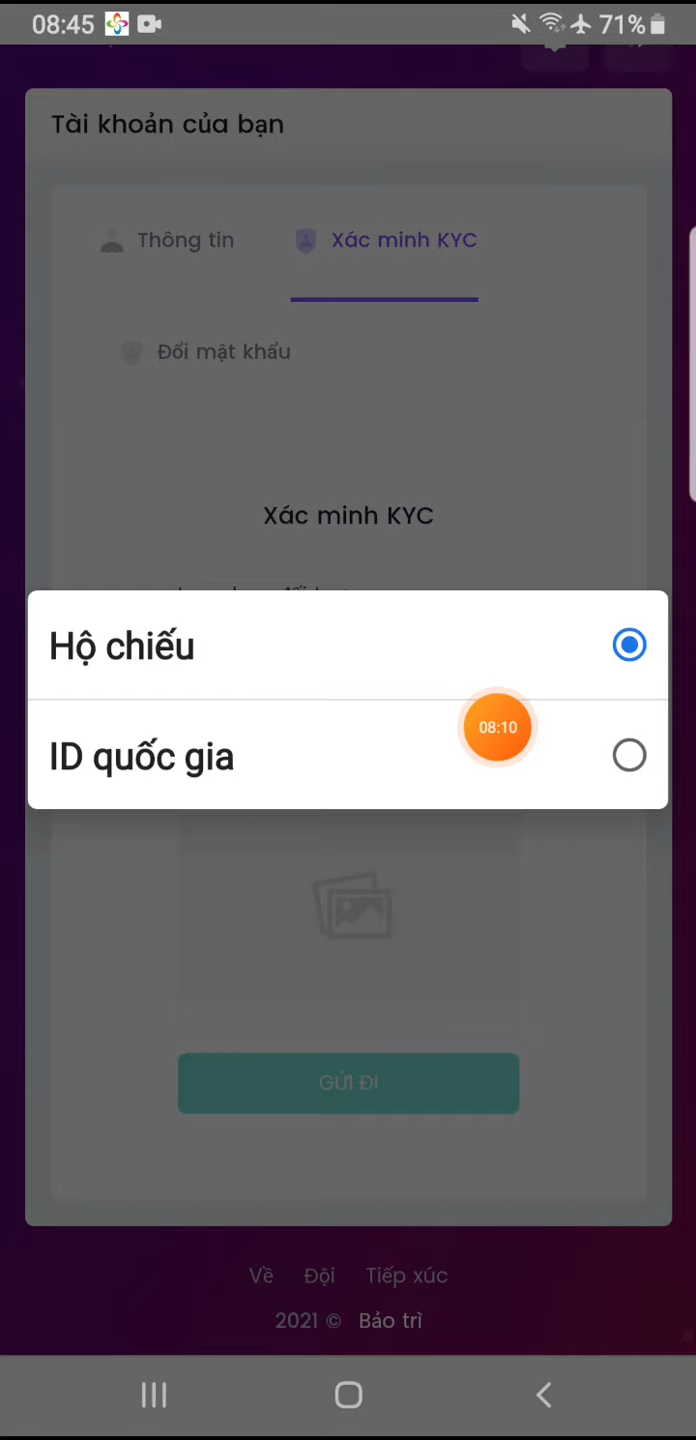 08:45 71%
Tài khoản của bạn
Thông tin Xác minh KYC
Đổi mật khẩu
Xác minh KYC
Hộ chiếu
08:10
ID quốc gia
GỬI ĐI
Về Đội Tiếp xúc
2021 © Bảo trì